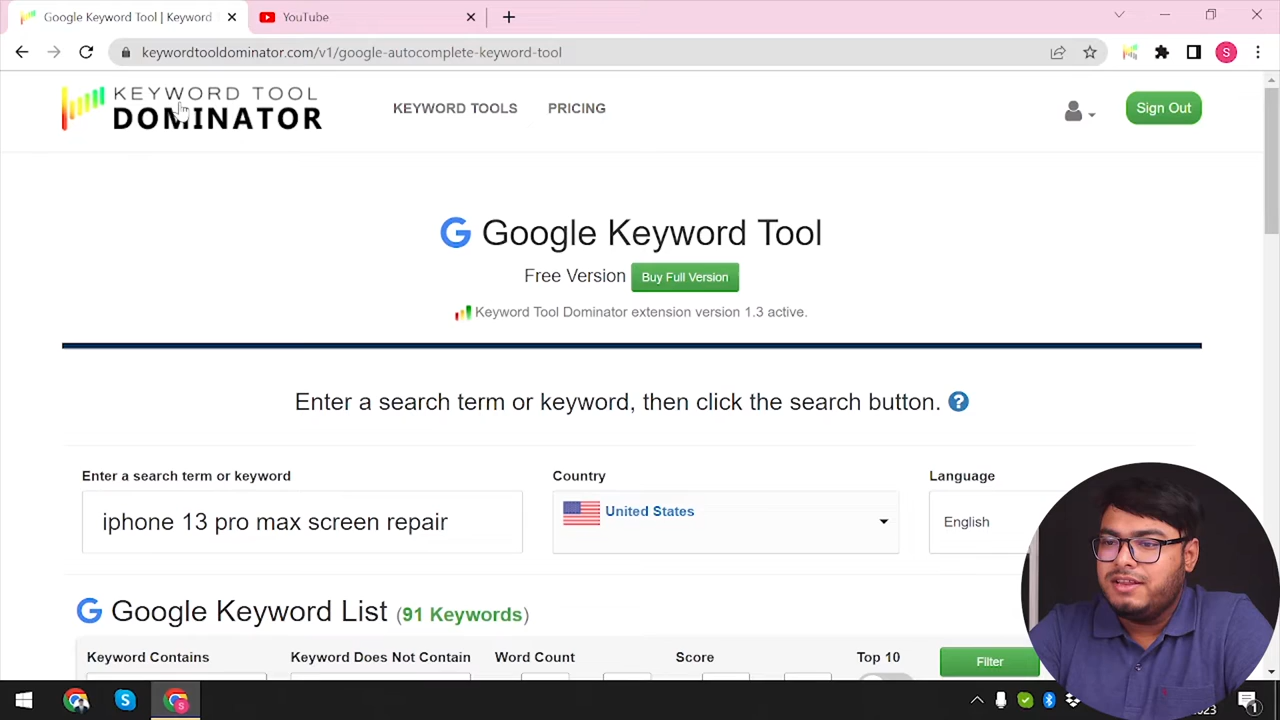 Google Keyword Tool | Keyword
YouTube
keywordtooldominator.com/v1/google-autocomplete-keyword-tool
S
KEYWORD TOOL
DOMINATOR
KEYWORD TOOLS
PRICING
Sign Out
Google Keyword Tool
Free Version
Buy Full Version
Keyword Tool Dominator extension version 1.3 active.
Enter a search term or keyword, then click the search button.
Enter a search term or keyword
Country
Language
iphone 13 pro max screen repair
United States
English
Google Keyword List (91 Keywords)
Keyword Contains
Keyword Does Not Contain
Word Count
Score
Top 10
Filter